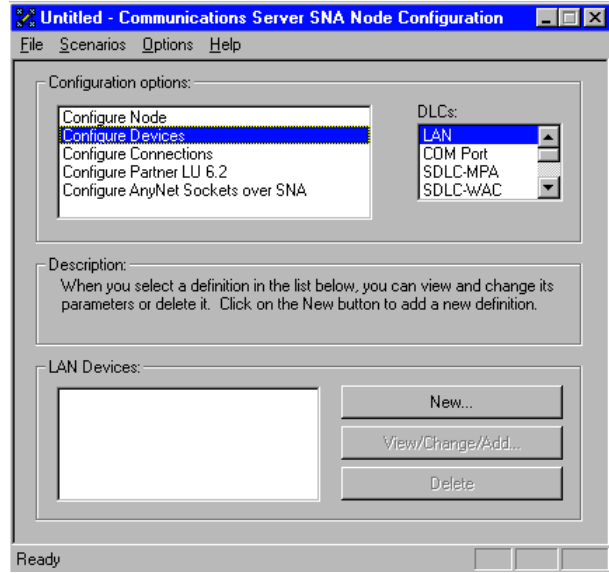 Untitled - Communications Server SNA Node Configuration
File Scenarios Options Help
Configuration options:
Configure Node
Configure Devices
Configure Connections
Configure Partner LU 6.2
Configure AnyNet Sockets over SNA
DLCs:
LAN
COM Port
SDLC-MPA
SDLC-WAC
Description:
When you select a definition in the list below, you can view and change its
parameters or delete it. Click on the New button to add a new definition.
LAN Devices:
New...
View/Change/Add...
Delete
Ready